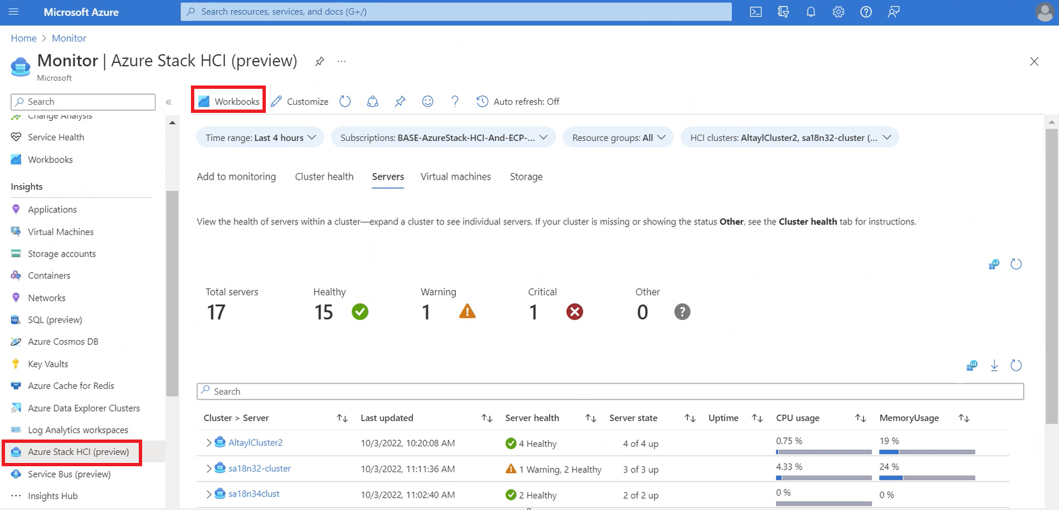 Microsoft Azure
Search resources, services, and docs (G+/)
Home > Monitor
Monitor | Azure Stack HCI (preview)
...
Microsoft
Search
«
Change Analysis
Service Health
Workbooks
Insights
Applications
Virtual Machines
Storage accounts
Containers
Networks
SQL (preview)
Azure Cosmos DB
Key Vaults
Azure Cache for Redis
Azure Data Explorer Clusters
Log Analytics workspaces
Azure Stack HCI (preview)
Service Bus (preview)
Insights Hub
Workbooks Customize Auto refresh: Off
Time range: Last 4 hours Subscriptions: BASE-AzureStack-HCI-And-ECP-... Resource groups: All HCI clusters: AltaylCluster2, sa18n32-cluster (...
Add to monitoring Cluster health Servers Virtual machines Storage
View the health of servers within a cluster—expand a cluster to see individual servers. If your cluster is missing or showing the status Other, see the Cluster health tab for instructions.
Total servers Healthy Warning Critical Other
17 15 1 1 0
Search
Cluster > Server Last updated Server health Server state Uptime CPU usage MemoryUsage
AltaylCluster2 10/3/2022, 10:20:08 AM 4 Healthy 4 of 4 up 0.75 % 19 %
sa18n32-cluster 10/3/2022, 11:11:36 AM 1 Warning, 2 Healthy 3 of 3 up 4.33 % 24 %
sa18n34clust 10/3/2022, 11:02:40 AM 2 Healthy 2 of 2 up 0 % 0 %